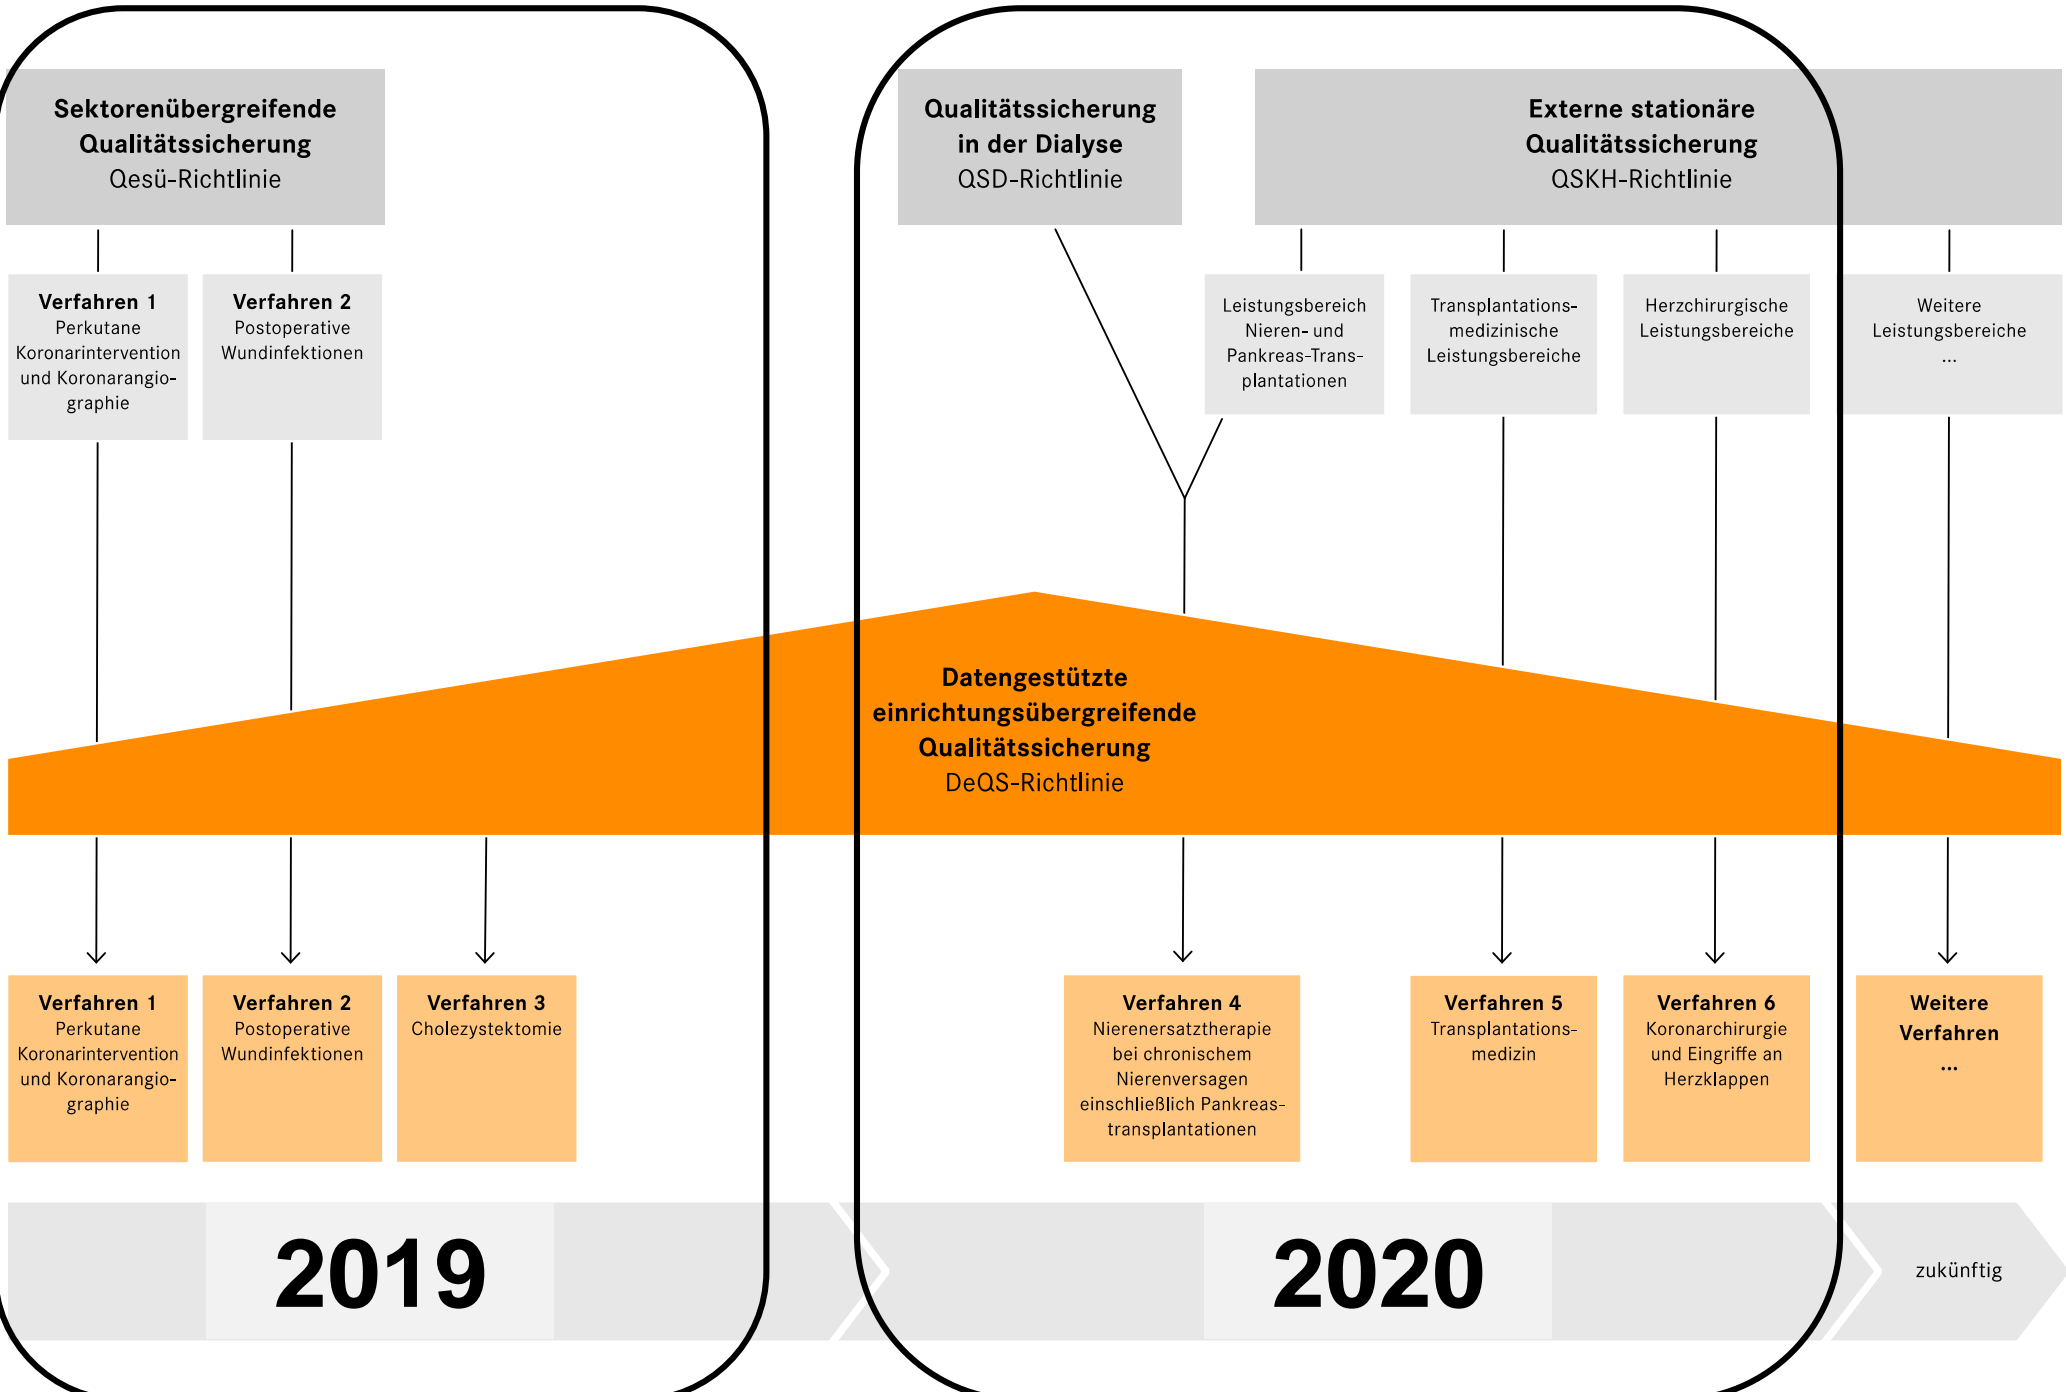 Sektorenübergreifende
Qualitätssicherung
Qesü-Richtlinie
Qualitätssicherung
in der Dialyse
QSD-Richtlinie
Externe stationäre
Qualitätssicherung
QSKH-Richtlinie
Verfahren 1
Perkutane
Koronarintervention
und Koronarangio-
graphie
Verfahren 2
Postoperative
Wundinfektionen
Leistungsbereich
Nieren- und
Pankreas-Trans-
plantationen
Transplantations-
medizinische
Leistungsbereiche
Herzchirurgische
Leistungsbereiche
Weitere
Leistungsbereiche
...
Datengestützte
einrichtungsübergreifende
Qualitätssicherung
DeQS-Richtlinie
Verfahren 1
Perkutane
Koronarintervention
und Koronarangio-
graphie
Verfahren 2
Postoperative
Wundinfektionen
Verfahren 3
Cholezystektomie
Verfahren 4
Nierenersatztherapie
bei chronischem
Nierenversagen
einschließlich Pankreas-
transplantationen
Verfahren 5
Transplantations-
medizin
Verfahren 6
Koronarchirurgie
und Eingriffe an
Herzklappen
Weitere
Verfahren
...
2019
2020
zukünftig